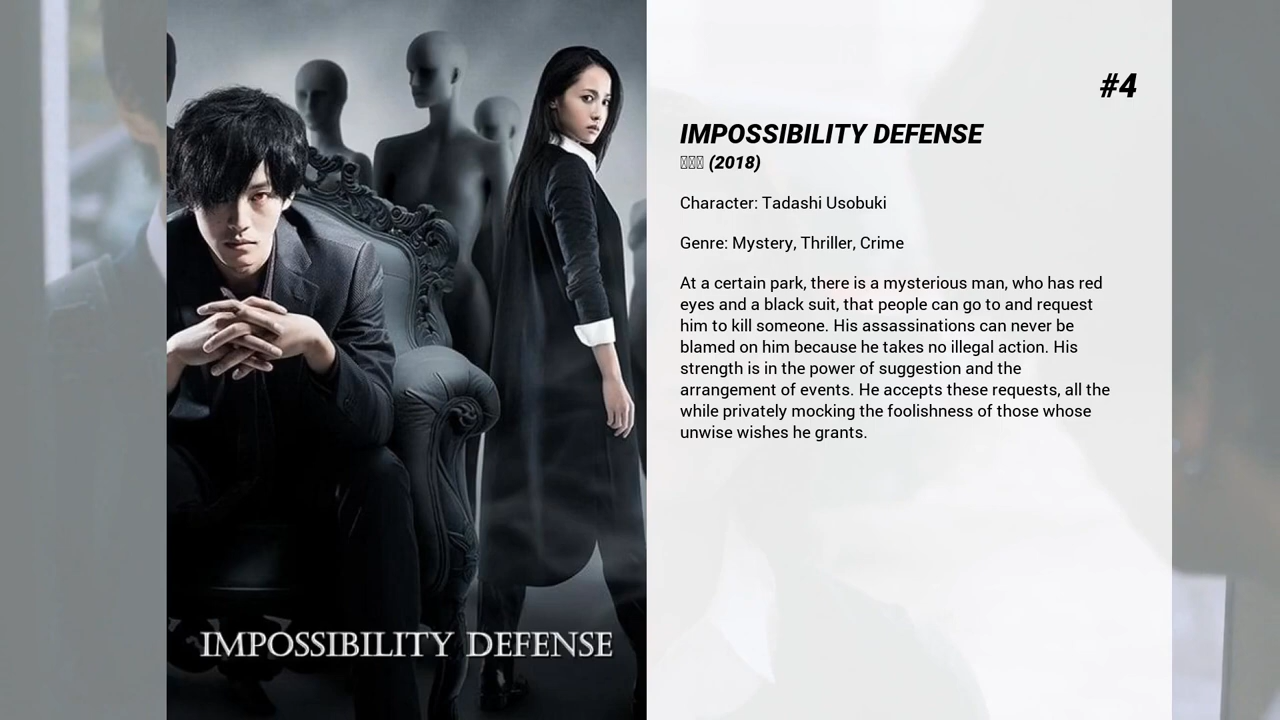 #4
IMPOSSIBILITY DEFENSE
(2018)
Character: Tadashi Usobuki
Genre: Mystery, Thriller, Crime
At a certain park, there is a mysterious man, who has red
eyes and a black suit, that people can go to and request
him to kill someone. His assassinations can never be
blamed on him because he takes no illegal action. His
strength is in the power of suggestion and the
arrangement of events. He accepts these requests, all the
while privately mocking the foolishness of those whose
unwise wishes he grants.
IMPOSSIBILITY DEFENSE